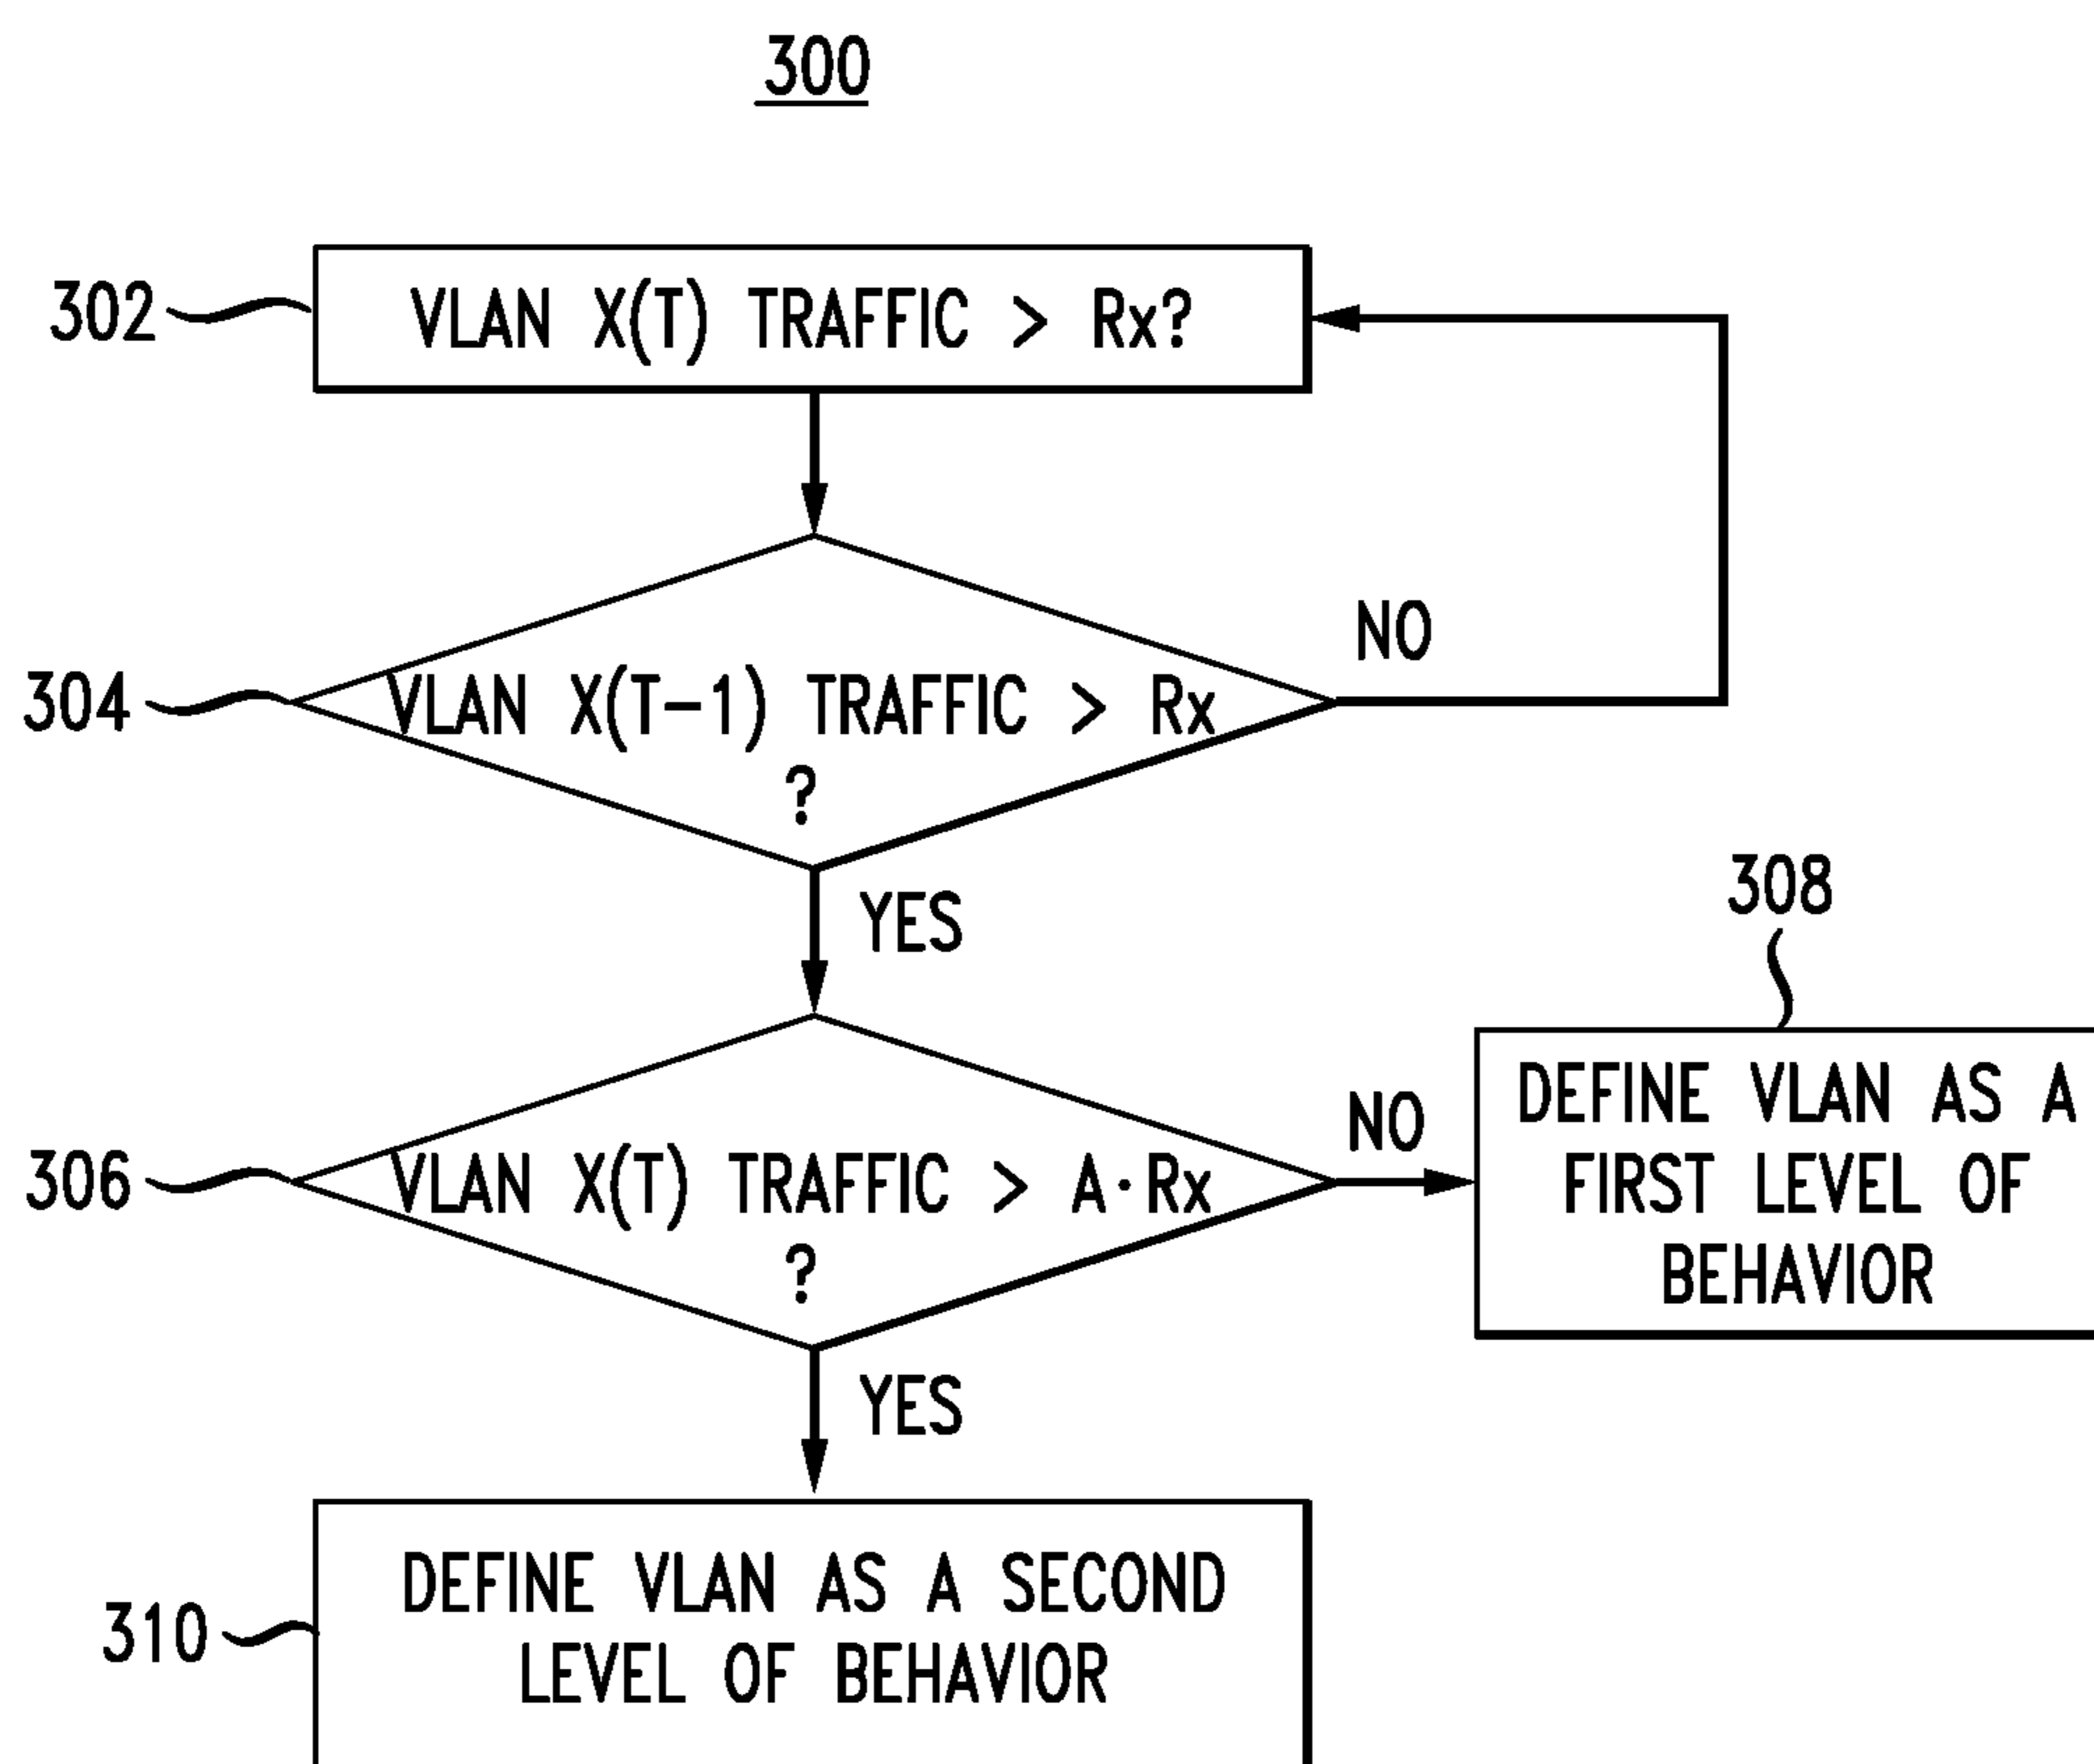 300
302
VLAN X(T) TRAFFIC > Rx?
NO
304
VLAN X(T-1) TRAFFIC > Rx
?
YES
308
306
VLAN X(T) TRAFFIC > A·Rx
?
NO
DEFINE VLAN AS A
FIRST LEVEL OF
BEHAVIOR
YES
310
DEFINE VLAN AS A SECOND
LEVEL OF BEHAVIOR